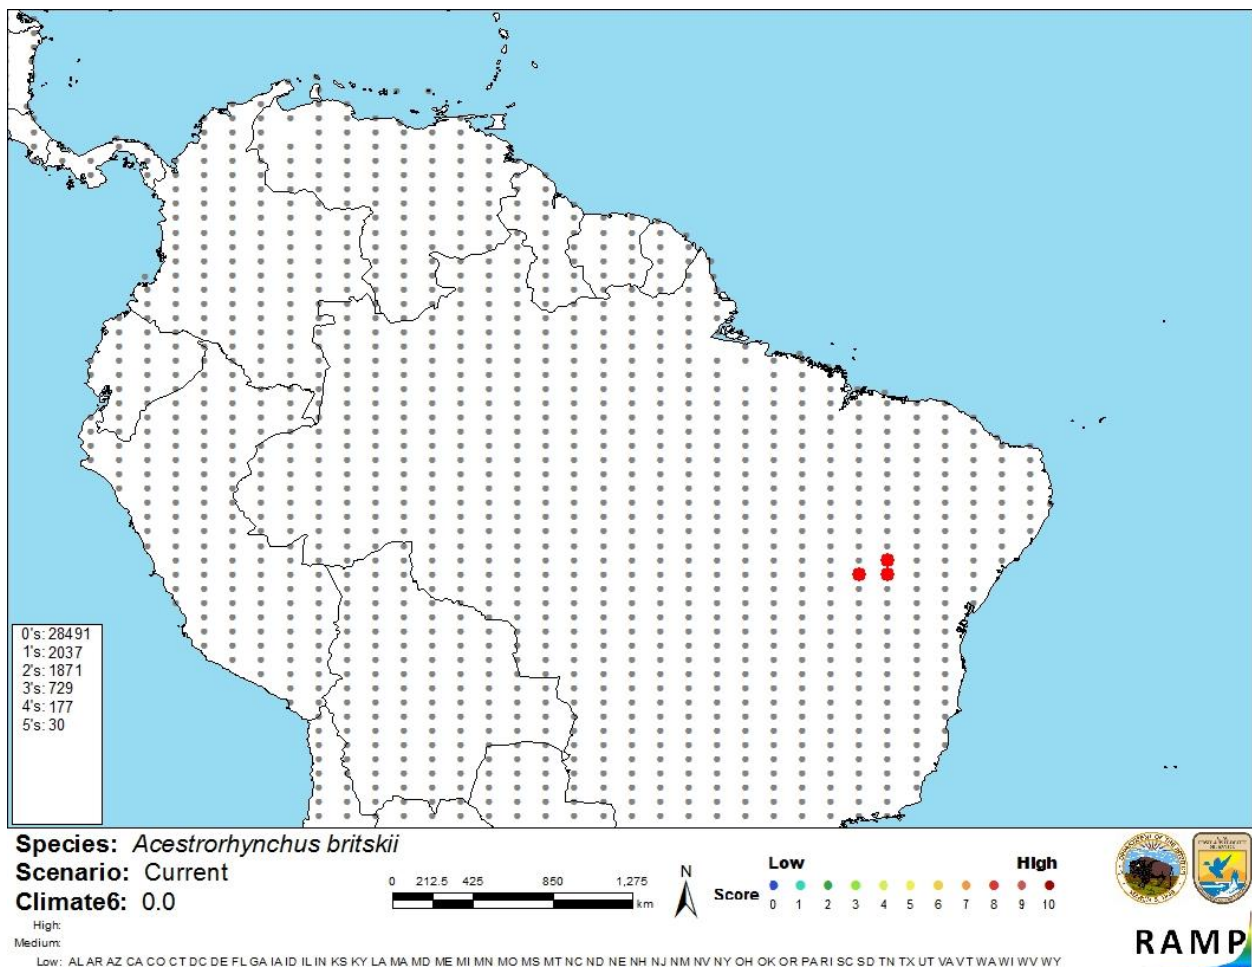 0's: 28491
1's: 2037
2's: 1871
3's: 729
4's: 177
5's: 30
Species: Acestrorhynchus britskii
Scenario: Current
Climate6: 0.0
High:
Medium:
Low: AL AR AZ CA CO CT DC DE FL GA IA ID IL IN KS KY LA MA MD ME MI MN MO MS MT NC ND NE NH NJ NM NV NY OH OK OR PA RI SC SD TN TX UT VA VT WA WI WV WY
0 212.5 425 850 1,275
km
N
Low High
Score 0 1 2 3 4 5 6 7 8 9 10
RAMP